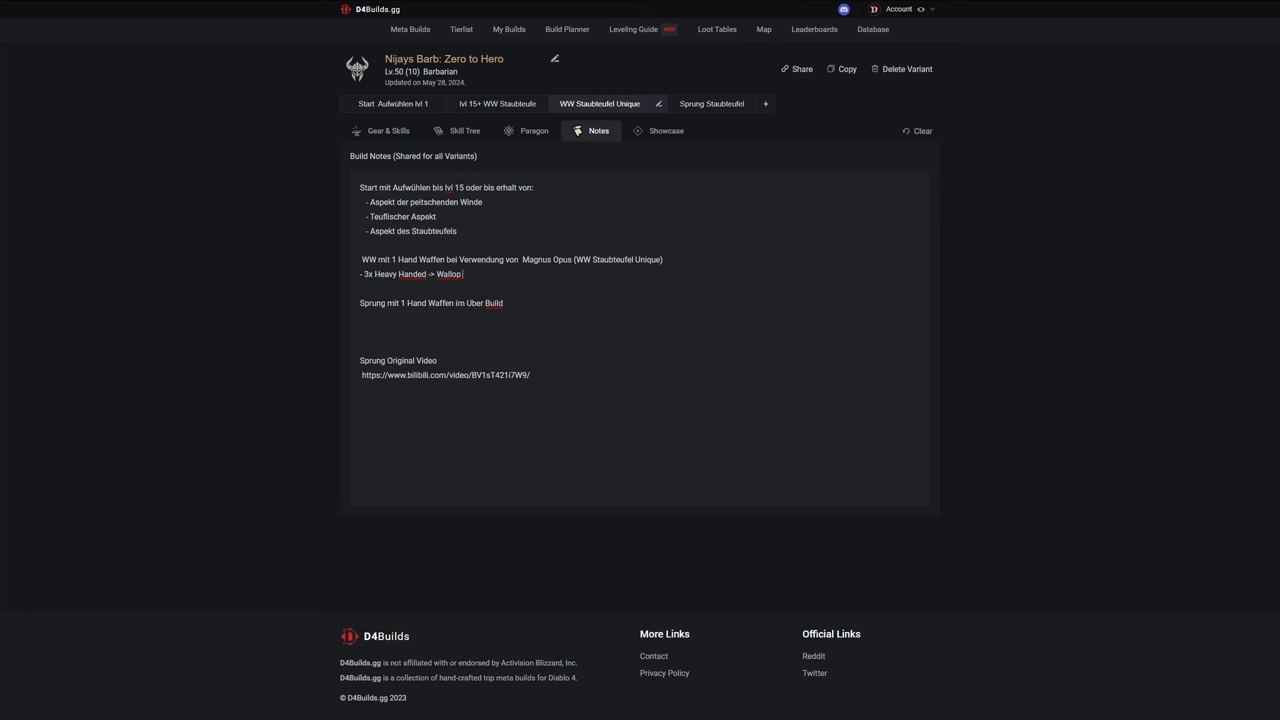 D4Builds.gg
Account
Meta Builds Tierlist My Builds Build Planner Leveling Guide NEW Loot Tables Map Leaderboards Database
Nijays Barb: Zero to Hero
Lv.50 (10) Barbarian
Updated on May 28, 2024.
Share Copy Delete Variant
Start Aufwühlen lvl 1 lvl 15+ WW Staubteufe WW Staubteufel Unique Sprung Staubteufel +
Gear & Skills Skill Tree Paragon Notes Showcase Clear
Build Notes (Shared for all Variants)
Start mit Aufwühlen bis lvl 15 oder bis erhalt von:
- Aspekt der peitschenden Winde
- Teuflischer Aspekt
- Aspekt des Staubteufels
WW mit 1 Hand Waffen bei Verwendung von Magnus Opus (WW Staubteufel Unique)
- 3x Heavy Handed -> Wallop
Sprung mit 1 Hand Waffen im Uber Build
Sprung Original Video
https://www.bilibili.com/video/BV1sT421i7W9/
D4Builds
D4Builds.gg is not affiliated with or endorsed by Activision Blizzard, Inc.
D4Builds.gg is a collection of hand-crafted top meta builds for Diablo 4.
© D4Builds.gg 2023
More Links
Contact
Privacy Policy
Official Links
Reddit
Twitter